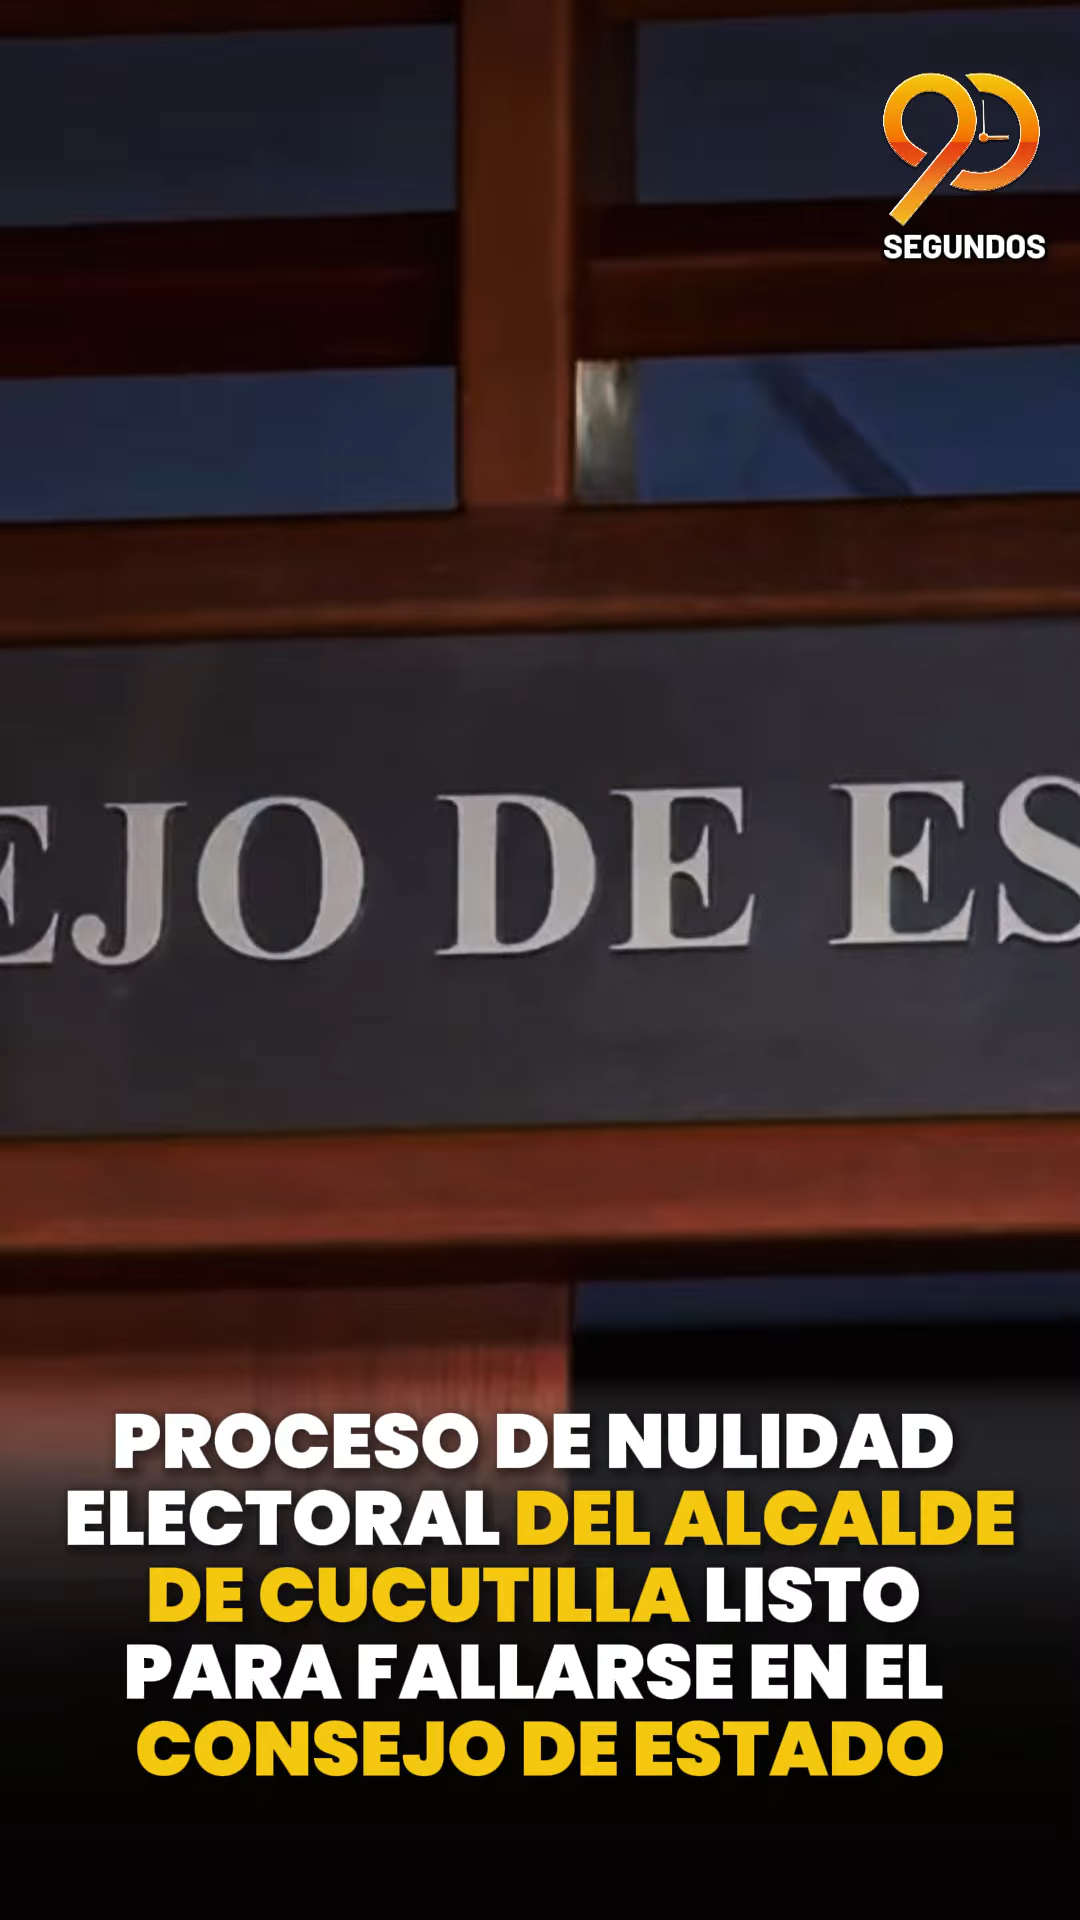 90
SEGUNDOS
EJO DE ES
PROCESO DE NULIDAD
ELECTORAL DEL ALCALDE
DE CUCUTILLA LISTO
PARA FALLARSE EN EL
CONSEJO DE ESTADO